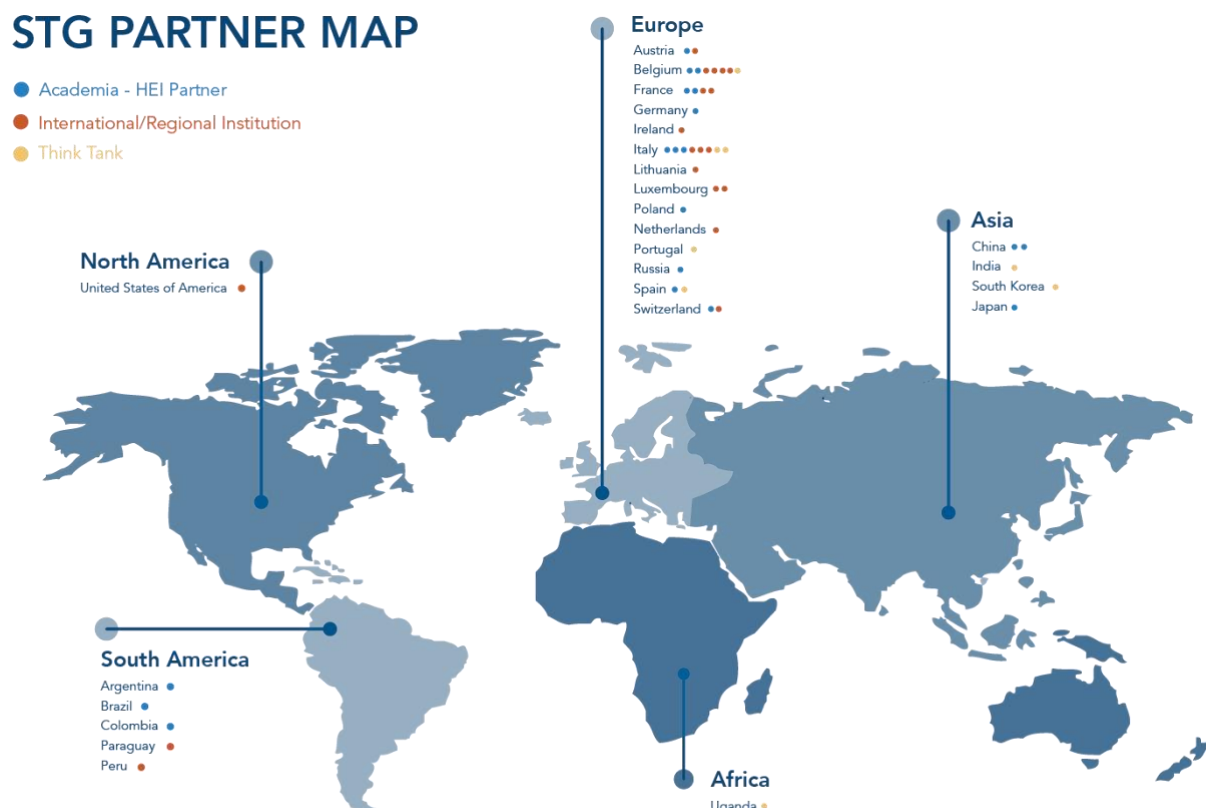 STG PARTNER MAP
Academia - HEI Partner
International/Regional Institution
Think Tank
North America
United States of America
Europe
Austria
Belgium
France
Germany
Ireland
Italy
Lithuania
Luxembourg
Poland
Netherlands
Portugal
Russia
Spain
Switzerland
Asia
China
India
South Korea
Japan
South America
Argentina
Brazil
Colombia
Paraguay
Peru
Africa
Uganda